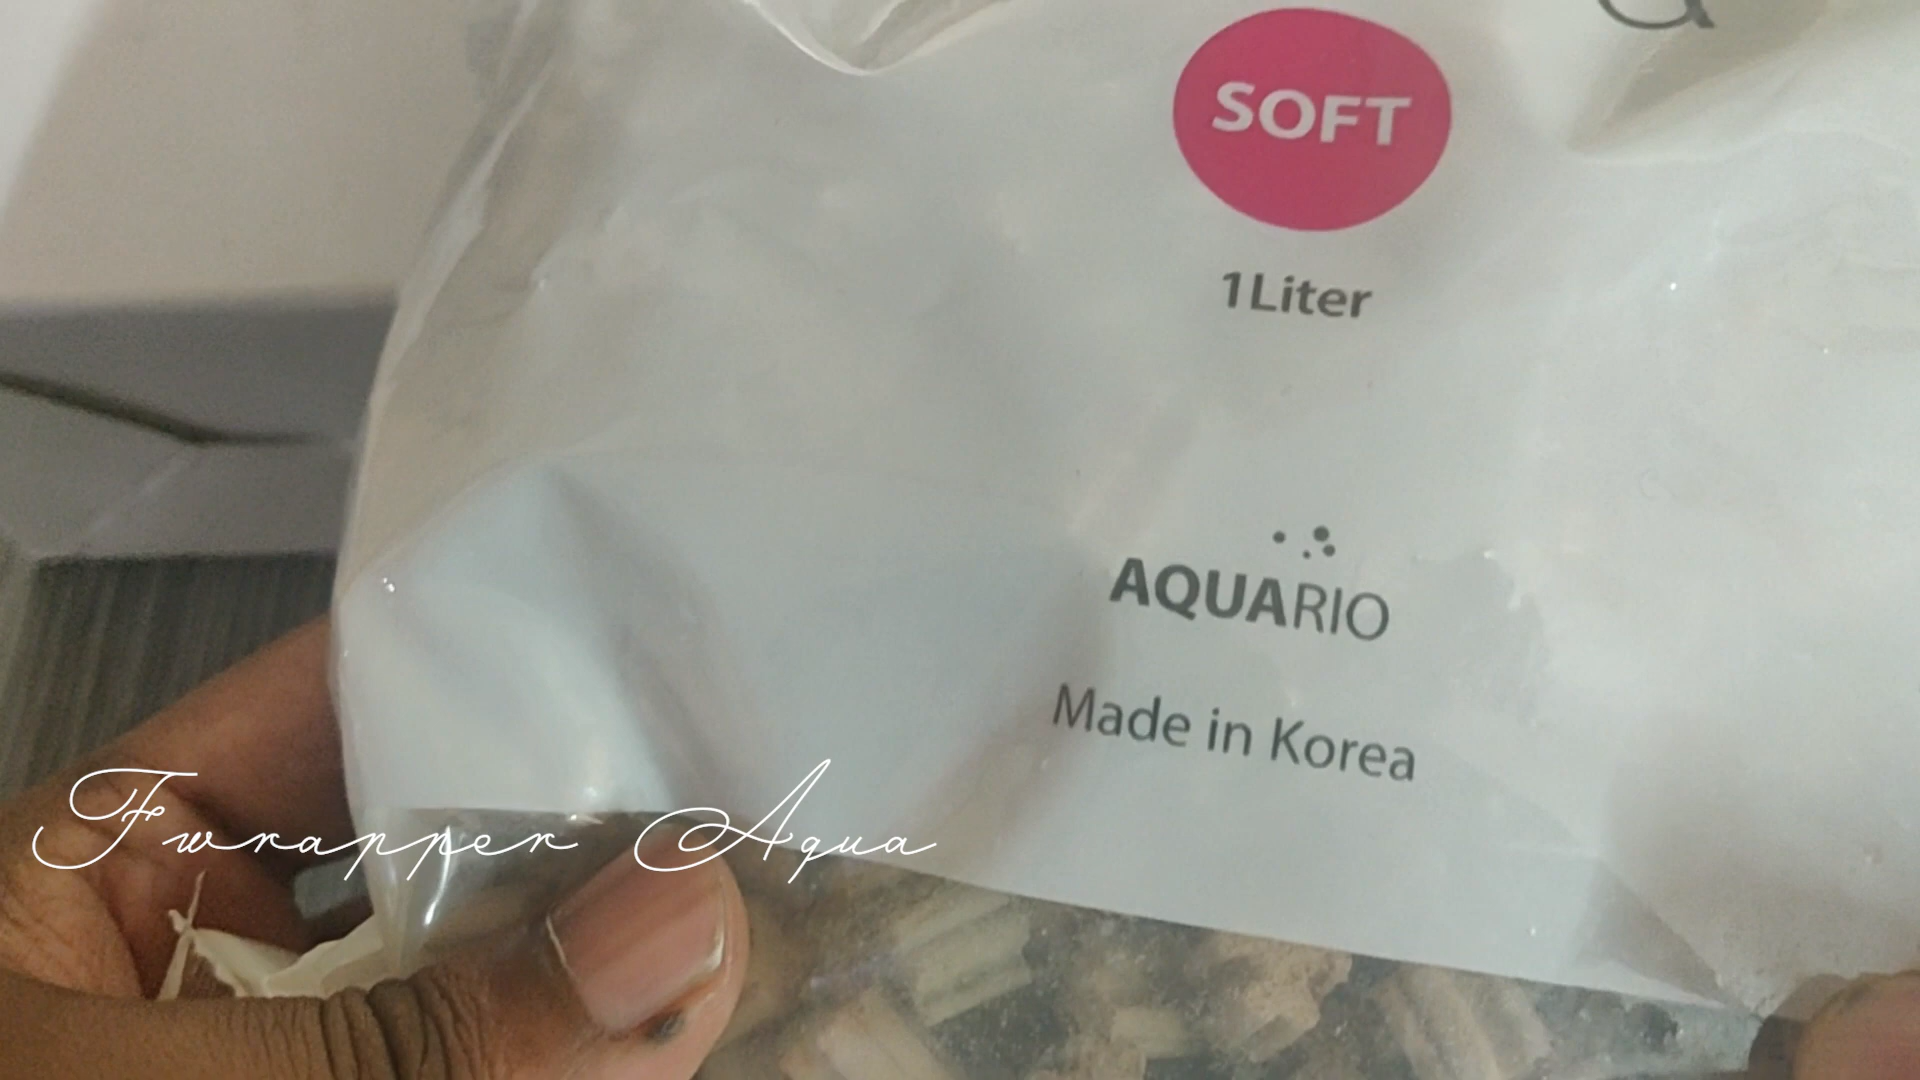 SOFT
1Liter
AQUARIO
Made in Korea
Fwrapper Aqua